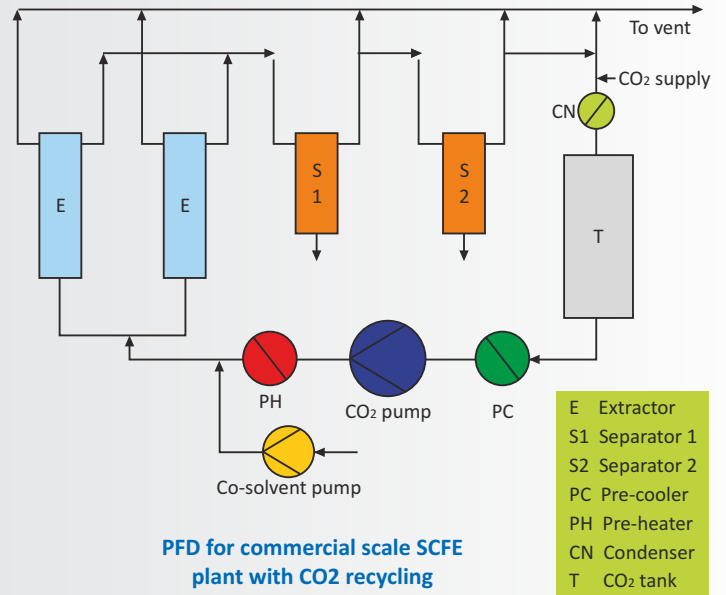 To vent
CO₂ supply
CN
E
E
S
1
S
2
T
PH
CO₂ pump
PC
Co-solvent pump
E Extractor
S1 Separator 1
S2 Separator 2
PC Pre-cooler
PH Pre-heater
CN Condenser
T CO₂ tank
PFD for commercial scale SCFE
plant with CO2 recycling